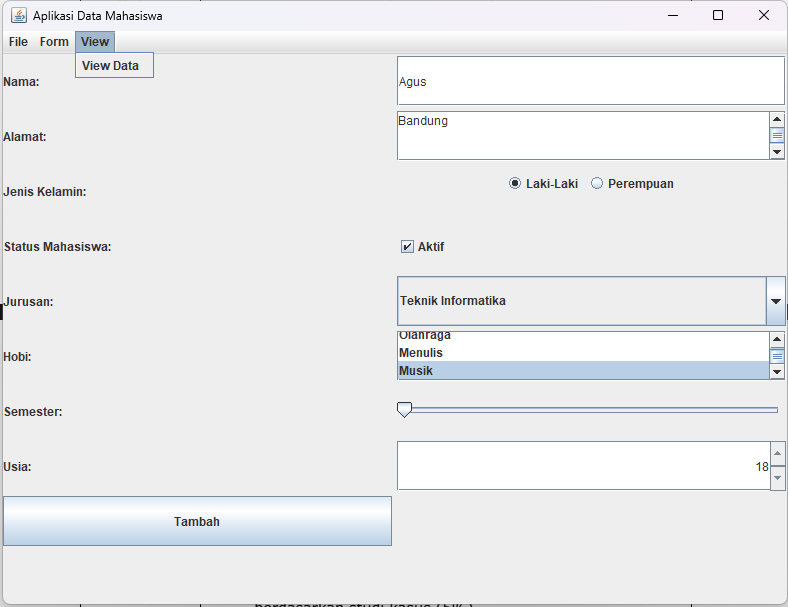 Aplikasi Data Mahasiswa
File Form View
View Data
Nama:
Agus
Alamat:
Bandung
Jenis Kelamin:
Laki-Laki Perempuan
Status Mahasiswa:
Aktif
Jurusan:
Teknik Informatika
Hobi:
Olahraga
Menulis
Musik
Semester:
Usia:
18
Tambah
berdasarkan studi kasus